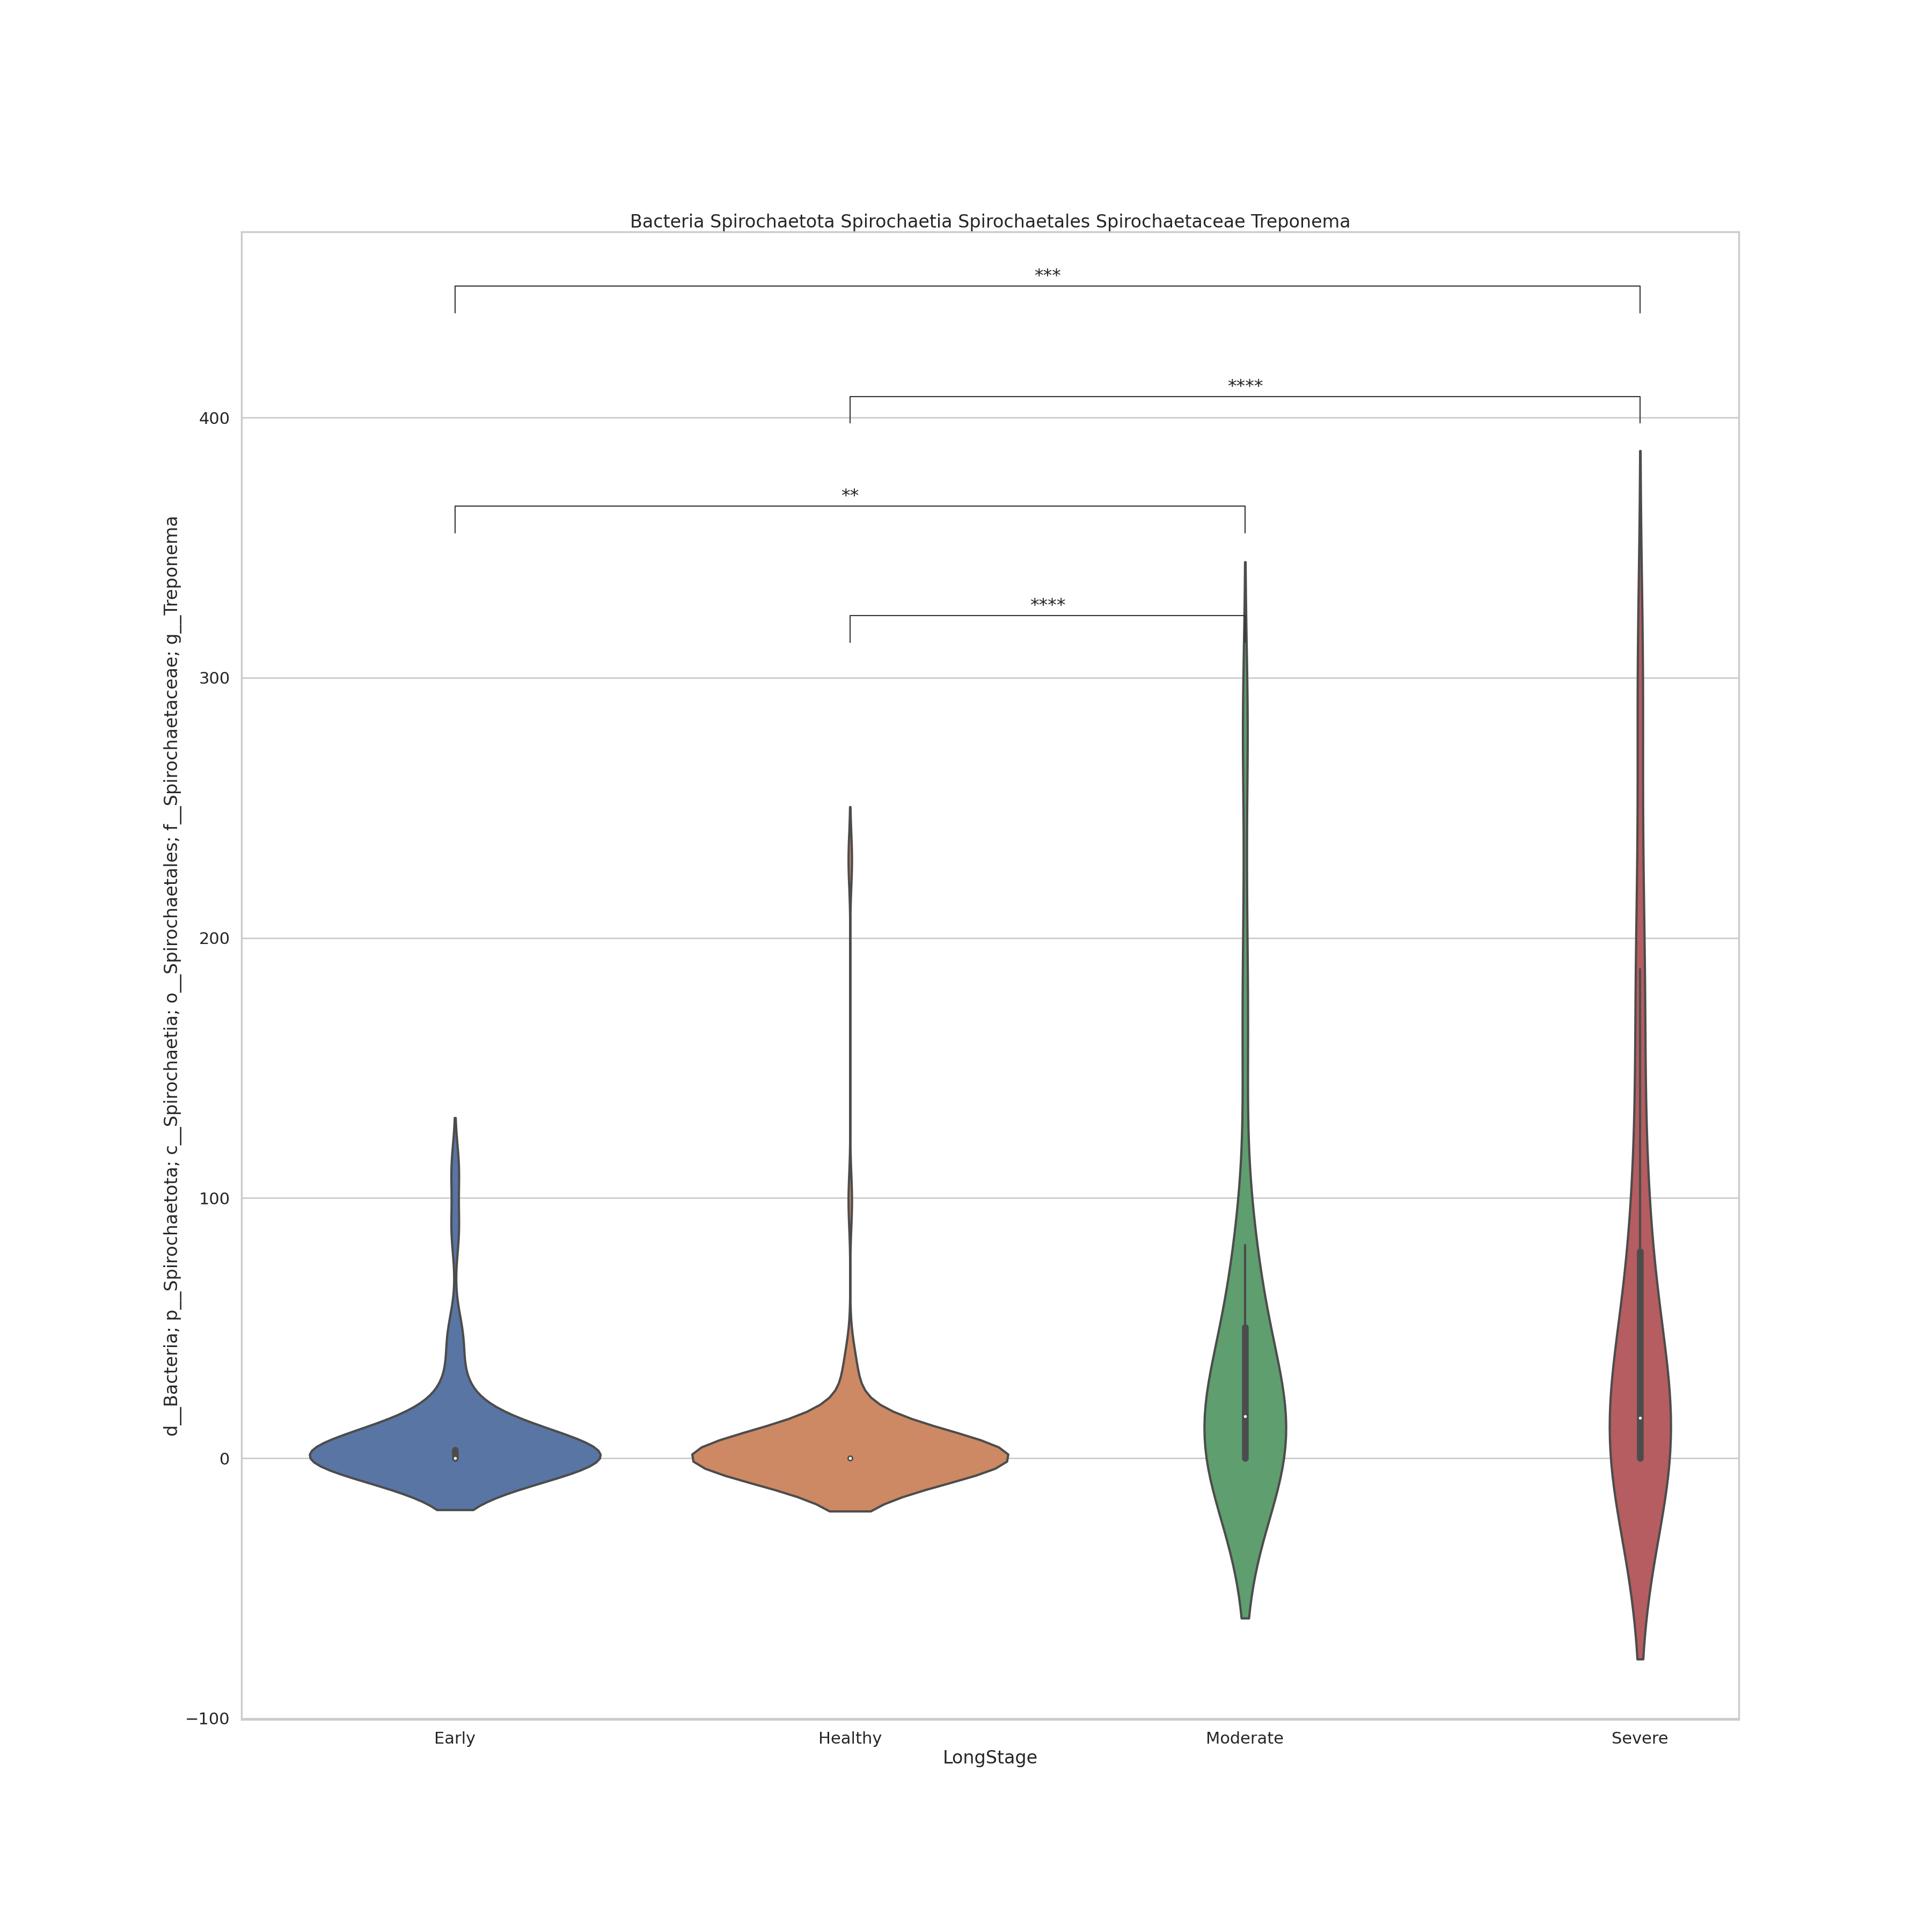 Bacteria Spirochaetota Spirochaetia Spirochaetales Spirochaetaceae Treponema
***
****
**
****
400
300
200
100
0
−100
d__Bacteria; p__Spirochaetota; c__Spirochaetia; o__Spirochaetales; f__Spirochaetaceae; g__Treponema
Early Healthy Moderate Severe
LongStage